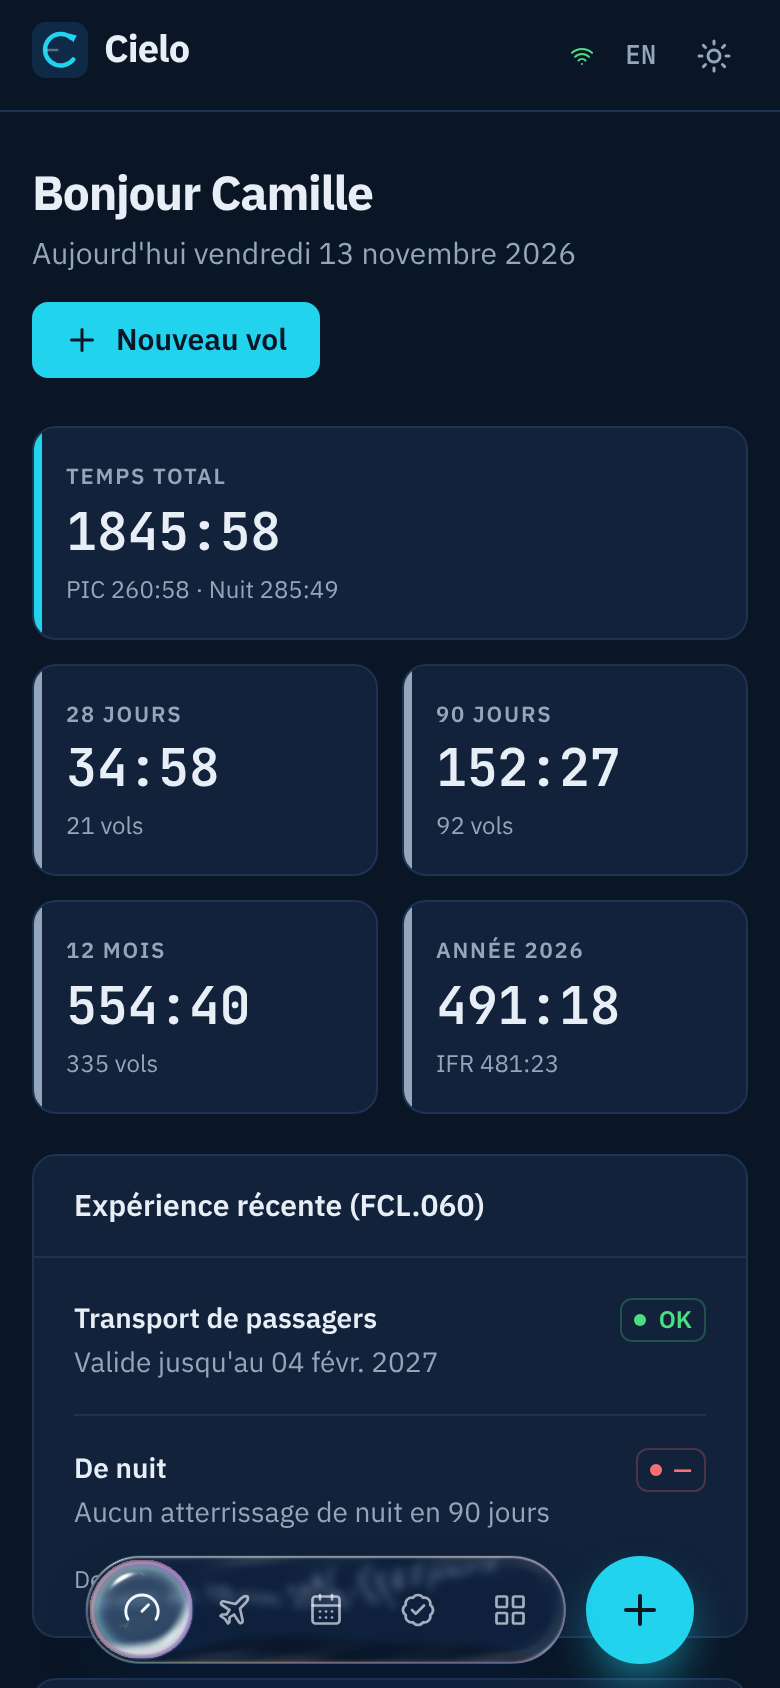 Cielo
EN
Bonjour Camille
Aujourd'hui vendredi 13 novembre 2026
Nouveau vol
TEMPS TOTAL
1845:58
PIC 260:58 · Nuit 285:49
28 JOURS
34:58
21 vols
90 JOURS
152:27
92 vols
12 MOIS
554:40
335 vols
ANNÉE 2026
491:18
IFR 481:23
Expérience récente (FCL.060)
Transport de passagers
OK
Valide jusqu'au 04 févr. 2027
De nuit
—
Aucun atterrissage de nuit en 90 jours